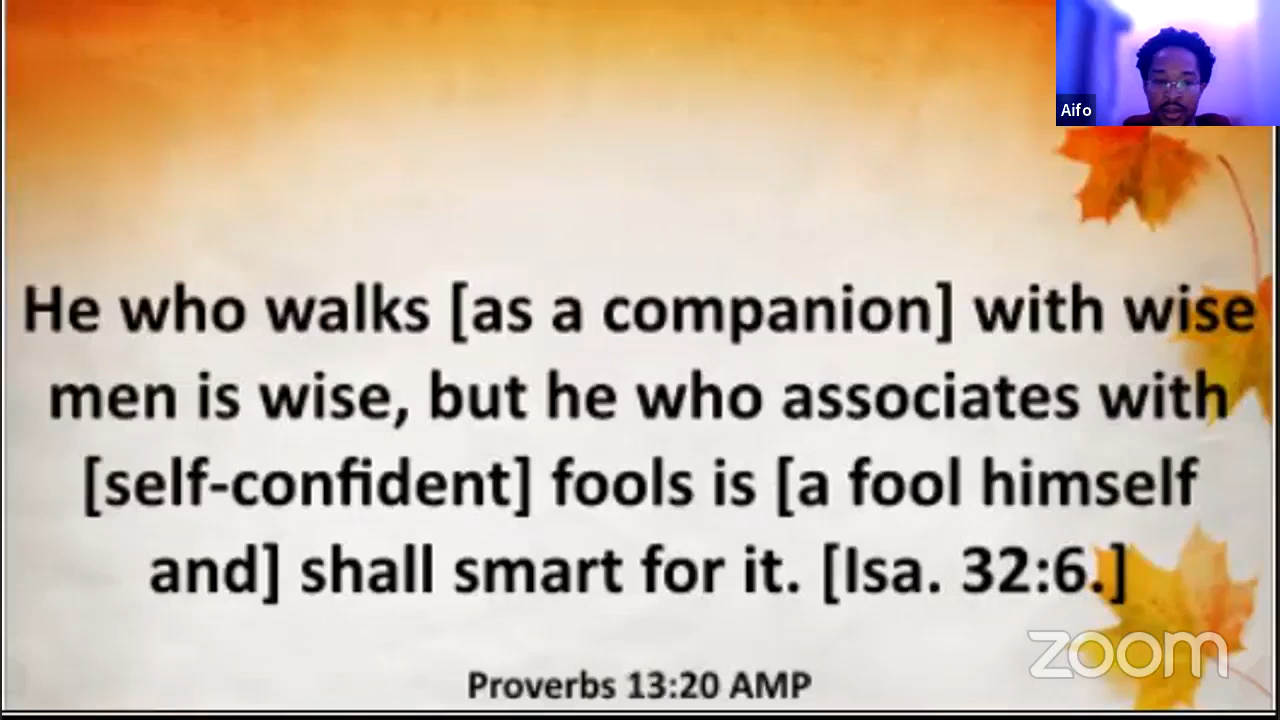 Aifo
He who walks [as a companion] with wise
men is wise, but he who associates with
[self-confident] fools is [a fool himself
and] shall smart for it. [Isa. 32:6.]
zoom
Proverbs 13:20 AMP